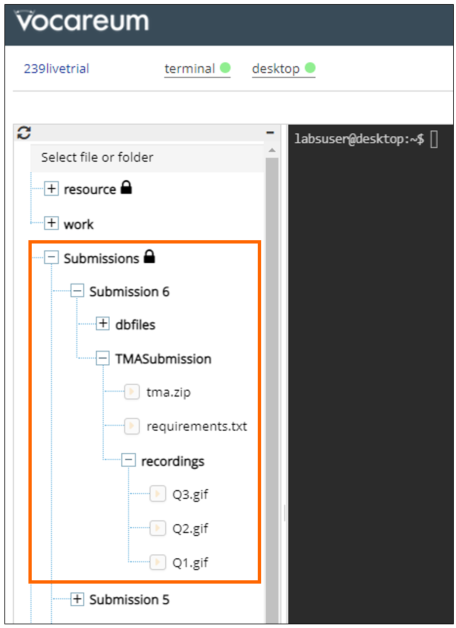 vocareum
239livetrial
terminal
desktop
Select file or folder
labsuser@desktop:~$
resource
work
Submissions
Submission 6
dbfiles
TMASubmission
tma.zip
requirements.txt
recordings
Q3.gif
Q2.gif
Q1.gif
Submission 5